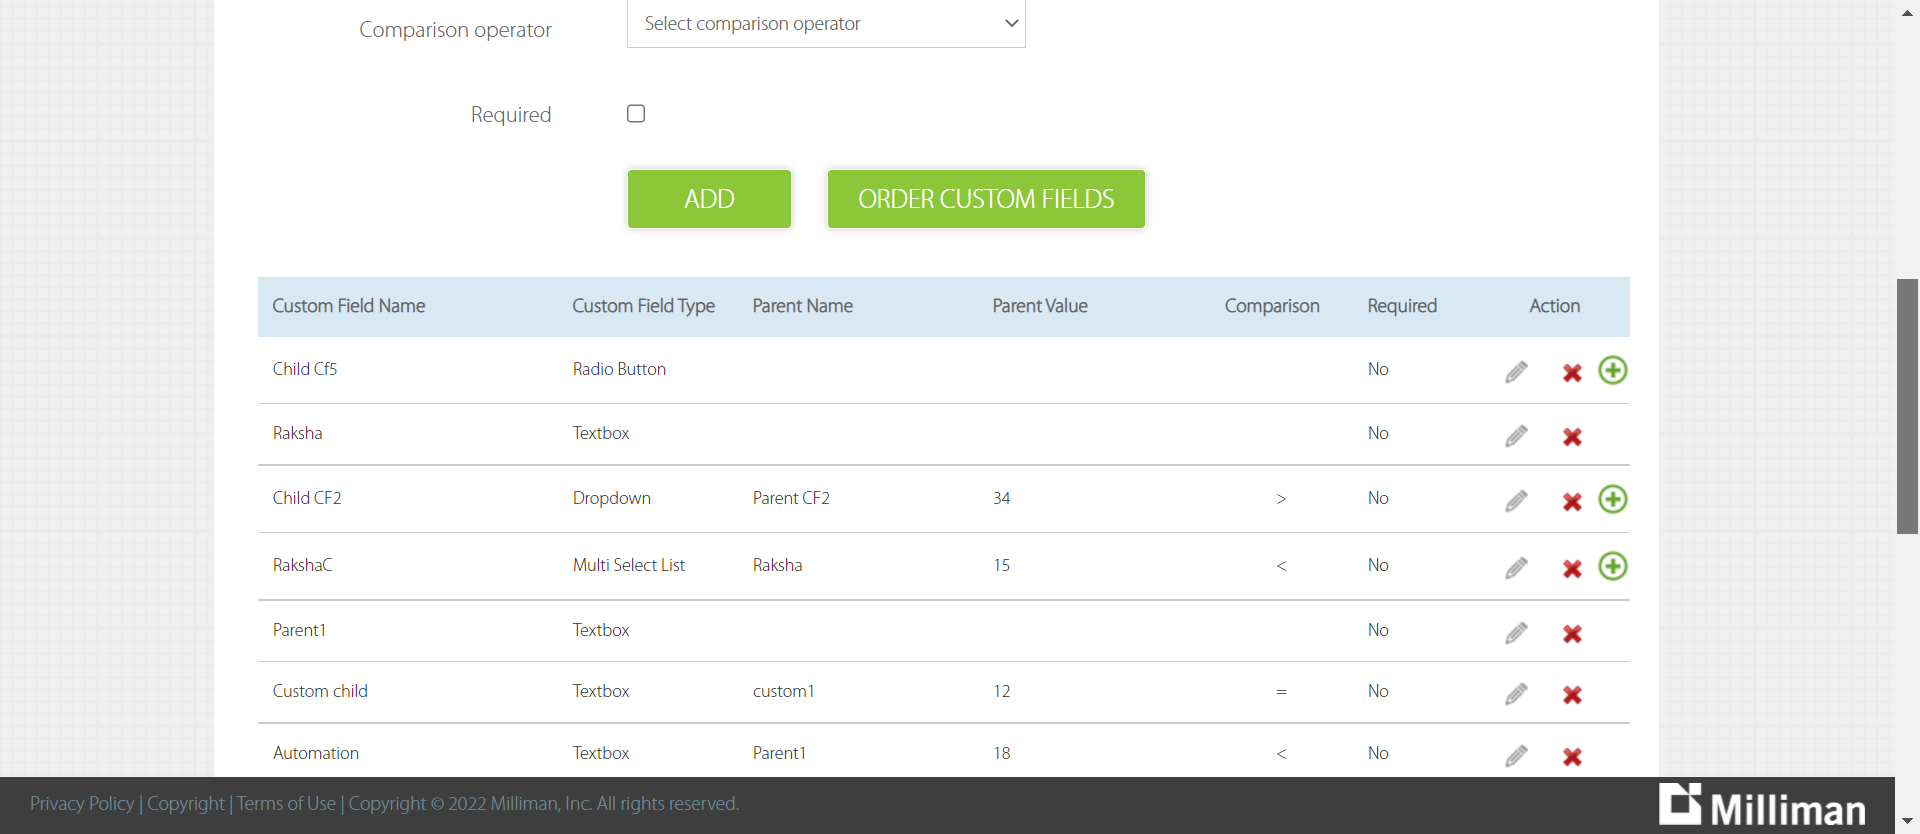 Comparison operator Select comparison operator
Required
ADD ORDER CUSTOM FIELDS
Custom Field Name Custom Field Type Parent Name Parent Value Comparison Required Action
Child Cf5 Radio Button No
Raksha Textbox No
Child CF2 Dropdown Parent CF2 34 > No
RakshaC Multi Select List Raksha 15 < No
Parent1 Textbox No
Custom child Textbox custom1 12 = No
Automation Textbox Parent1 18 < No
Privacy Policy | Copyright | Terms of Use | Copyright © 2022 Milliman, Inc. All rights reserved.
Milliman